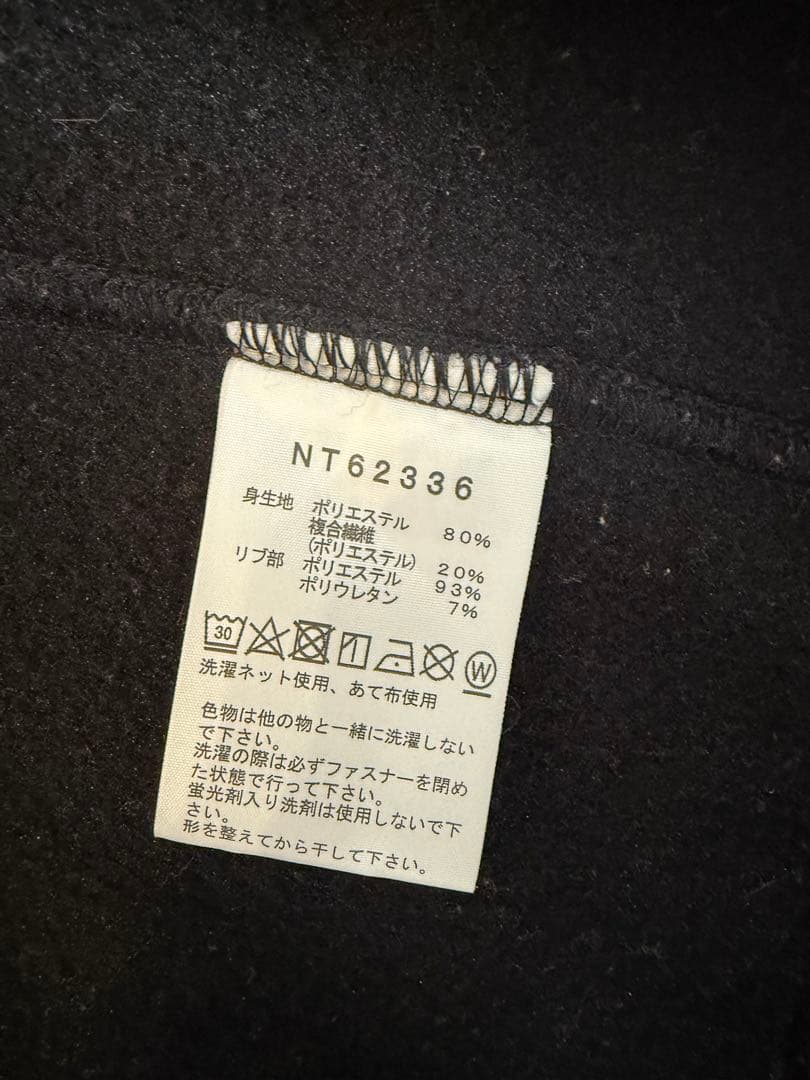 NT62336
身生地 ポリエステル 80%
複合繊維
(ポリエステル) 20%
リブ部 ポリエステル 93%
ポリウレタン 7%
30 W
洗濯ネット使用、あて布使用
色物は他の物と一緒に洗濯しない
で下さい。
洗濯の際は必ずファスナーを閉め
た状態で行って下さい。
蛍光剤入り洗剤は使用しないで下
さい。
形を整えてから干して下さい。